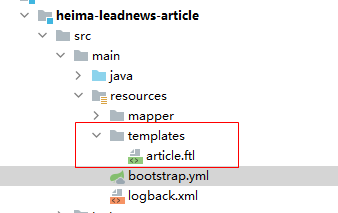 heima-leadnews-article
src
main
java
resources
mapper
templates
article.ftl
bootstrap.yml
logback.xml